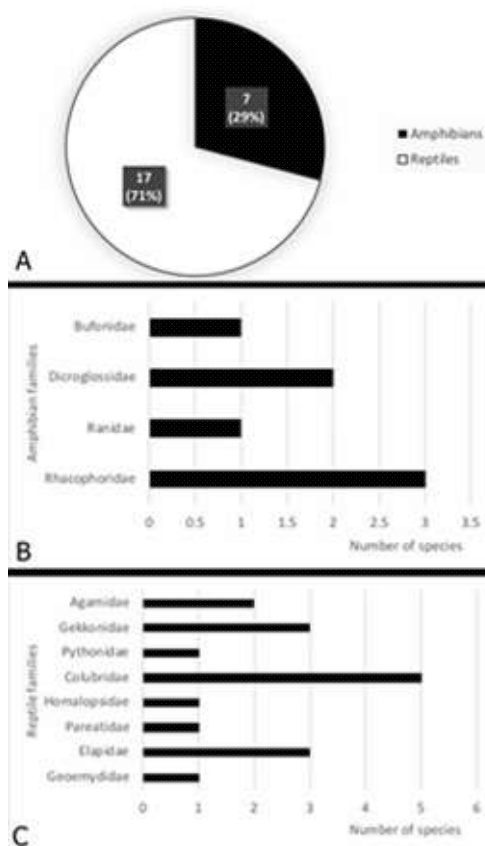 7
(29%)
17
(71%)
Amphibians
Reptiles
A
Amphibian families
Bufonidae
Dicroglossidae
Ranidae
Rhacophoridae
0 0.5 1 1.5 2 2.5 3 3.5
Number of species
B
Reptile families
Agamidae
Gekkonidae
Pythonidae
Colubridae
Homalopsidae
Pareatidae
Elapidae
Geoemydidae
0 1 2 3 4 5 6
Number of species
C